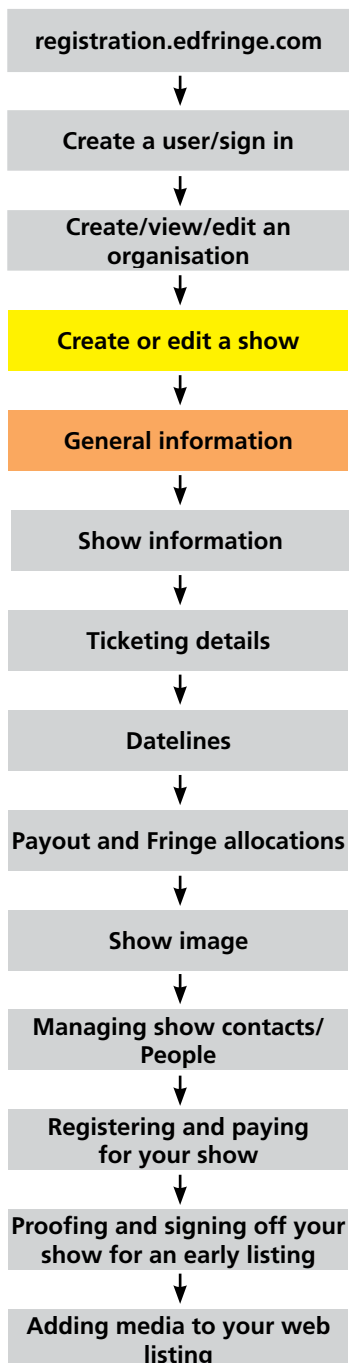 registration.edfringe.com
Create a user/sign in
Create/view/edit an
organisation
Create or edit a show
General information
Show information
Ticketing details
Datelines
Payout and Fringe allocations
Show image
Managing show contacts/
People
Registering and paying
for your show
Proofing and signing off your
show for an early listing
Adding media to your web
listing